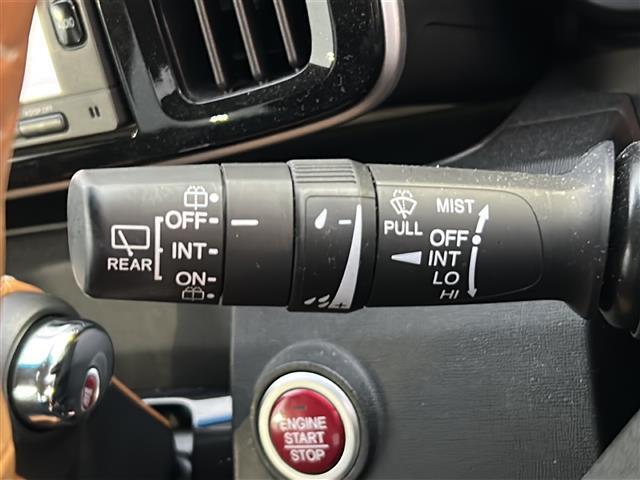 OFF
INT
ON
REAR
PULL
MIST
OFF
INT
LO
HI
ENGINE
START
STOP